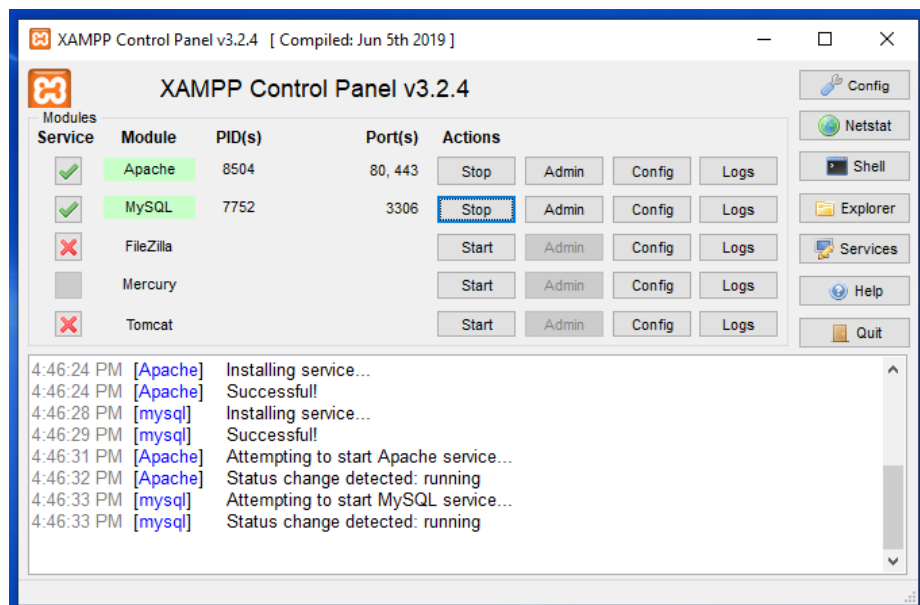 XAMPP Control Panel v3.2.4 [ Compiled: Jun 5th 2019 ]
XAMPP Control Panel v3.2.4
Config
Modules
Netstat
Service Module PID(s) Port(s) Actions
Apache 8504 80, 443 Stop Admin Config Logs
Shell
MySQL 7752 3306 Stop Admin Config Logs
Explorer
FileZilla Start Admin Config Logs
Services
Mercury Start Admin Config Logs
Help
Tomcat Start Admin Config Logs
Quit
4:46:24 PM [Apache] Installing service...
4:46:24 PM [Apache] Successful!
4:46:28 PM [mysql] Installing service...
4:46:29 PM [mysql] Successful!
4:46:31 PM [Apache] Attempting to start Apache service...
4:46:32 PM [Apache] Status change detected: running
4:46:33 PM [mysql] Attempting to start MySQL service...
4:46:33 PM [mysql] Status change detected: running